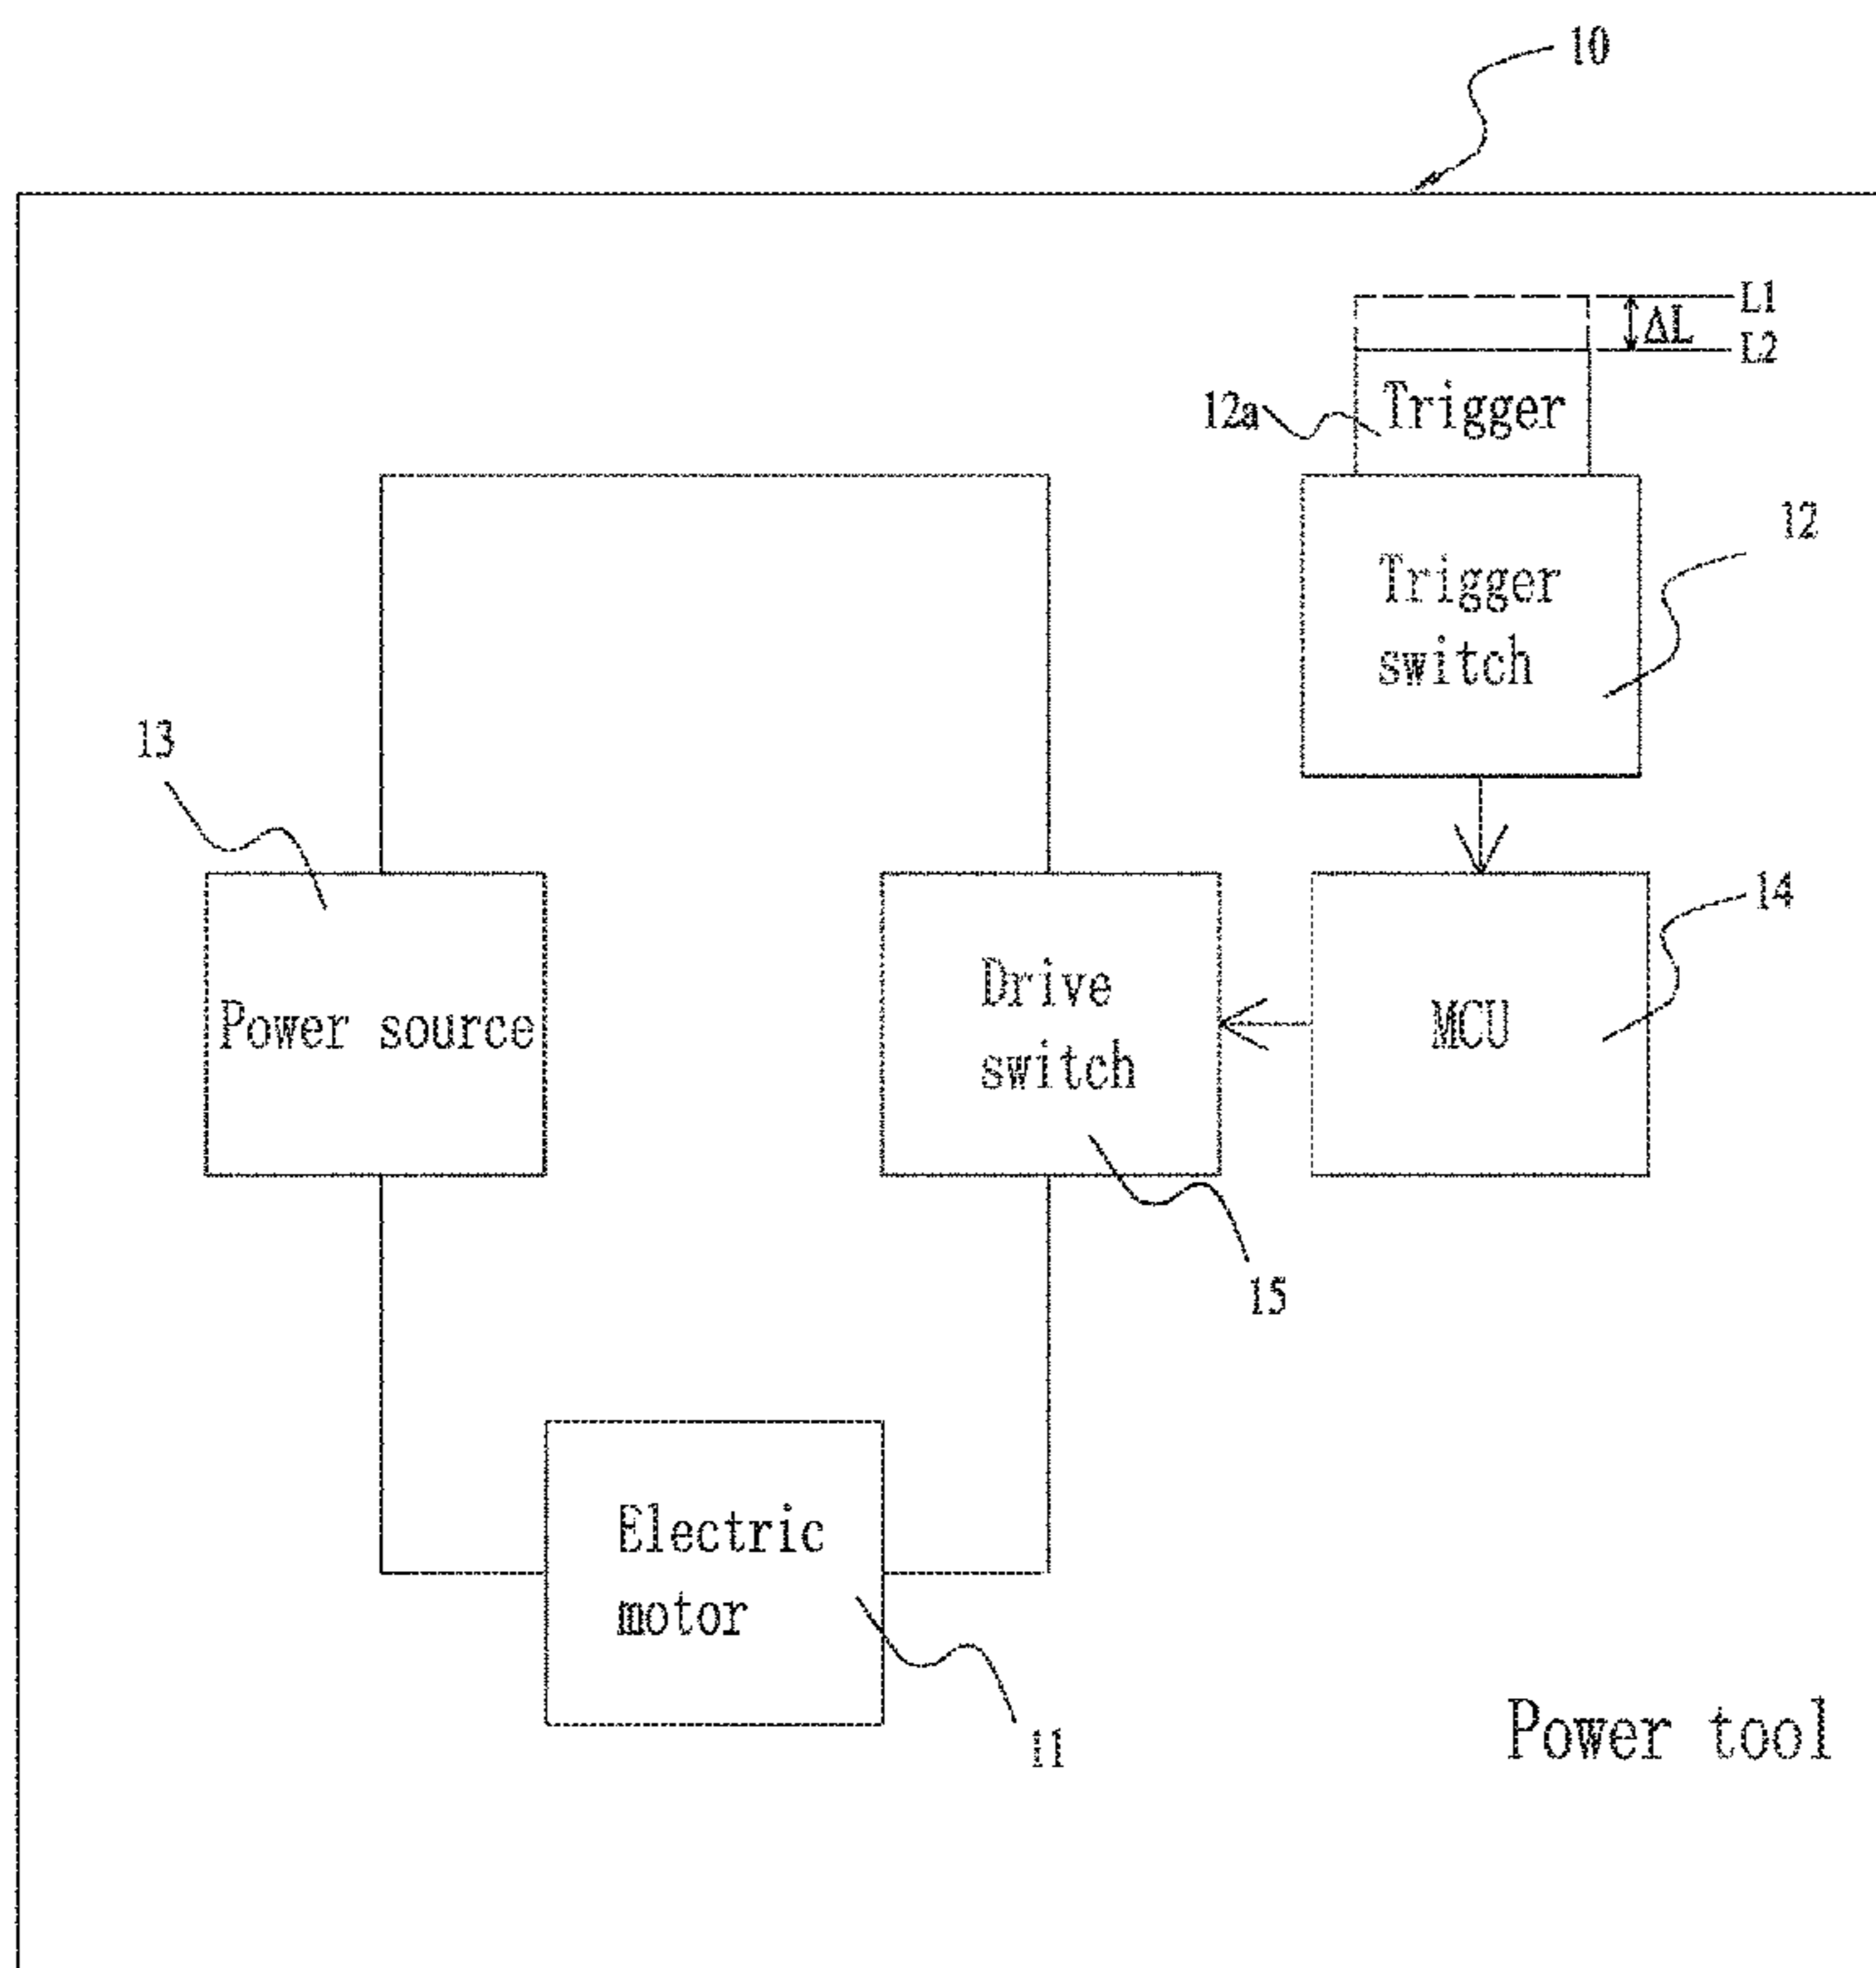 10
L1
ΔL
L2
12a
Trigger
12
Trigger
switch
13
14
Power source
Drive
switch
MCU
15
Electric
motor
11
Power tool